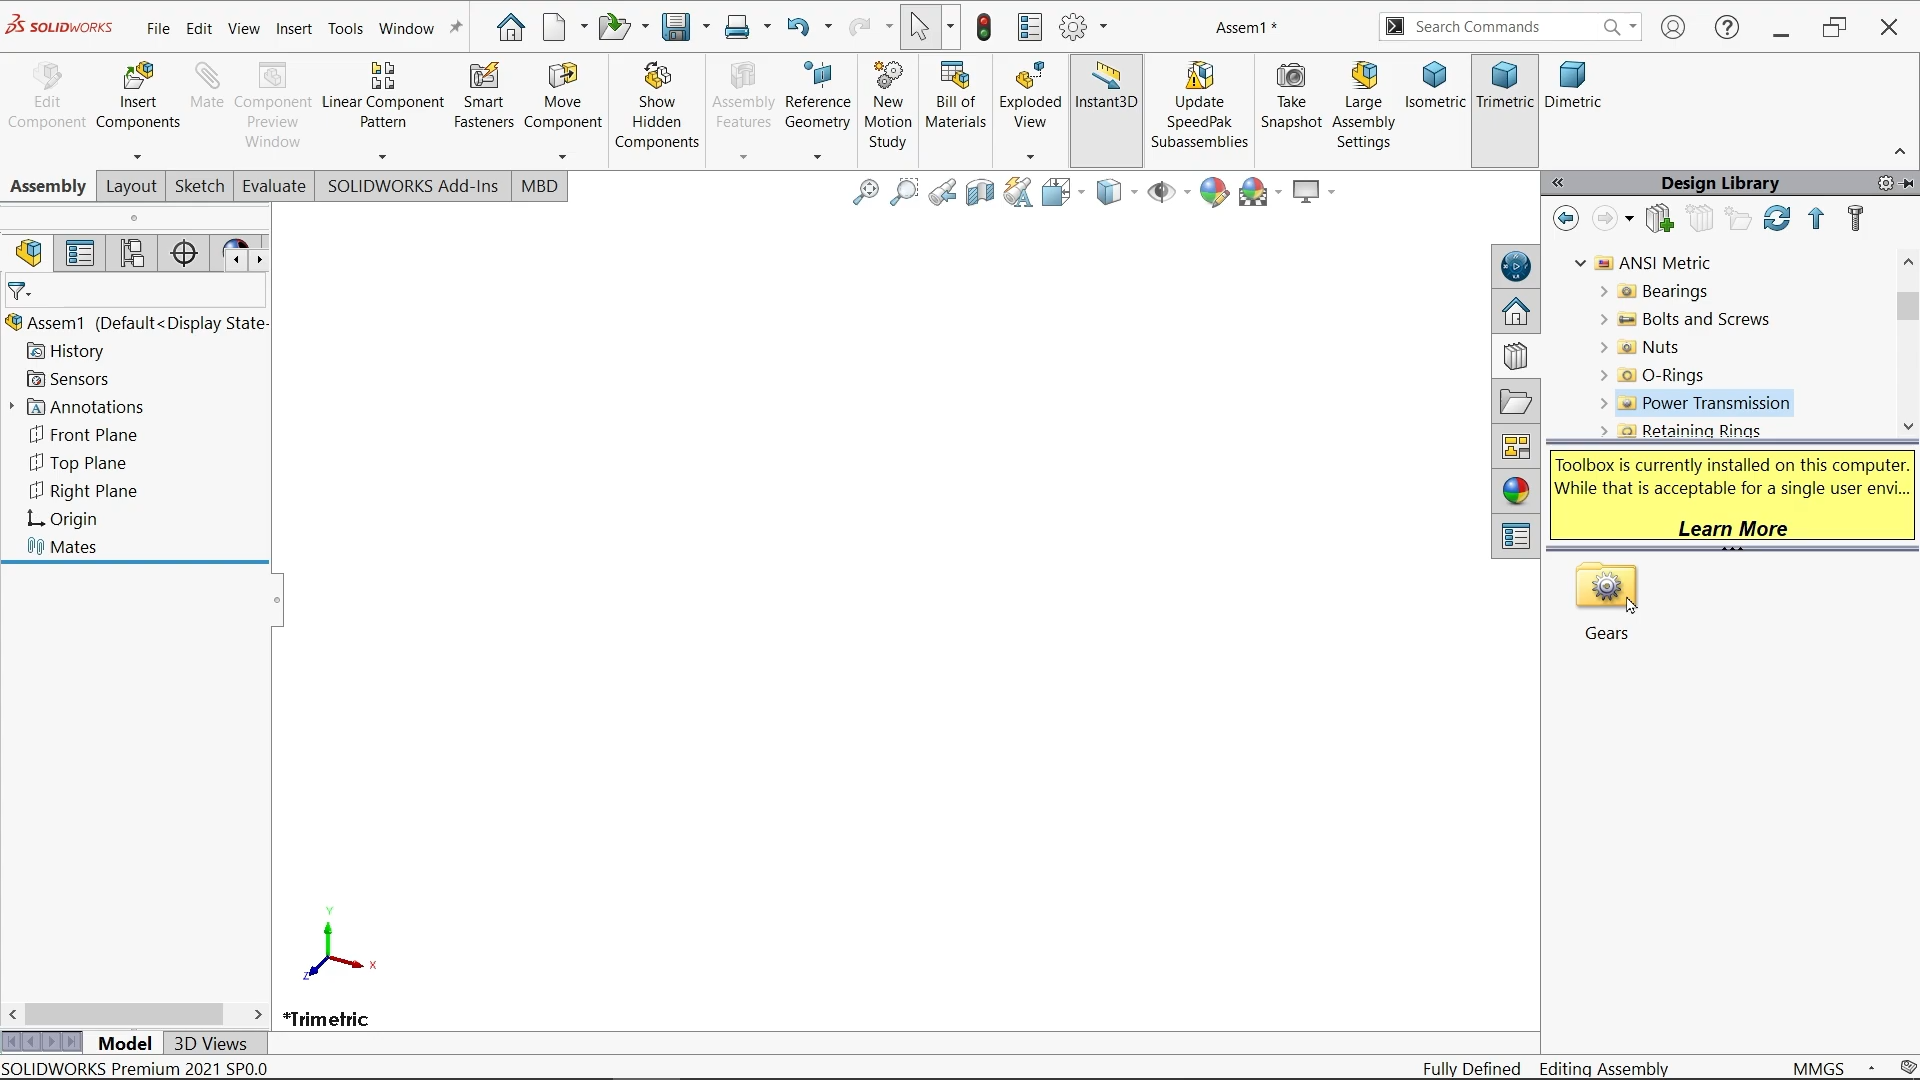 SOLIDWORKS
File Edit View Insert Tools Window
Assem1 *
Search Commands
Edit Component
Insert Components
Mate
Component Preview Window
Linear Component Pattern
Smart Fasteners
Move Component
Show Hidden Components
Assembly Features
Reference Geometry
New Motion Study
Bill of Materials
Exploded View
Instant3D
Update SpeedPak Subassemblies
Take Snapshot
Large Assembly Settings
Isometric
Trimetric
Dimetric
Assembly Layout Sketch Evaluate SOLIDWORKS Add-Ins MBD
Design Library
Assem1 (Default<Display State-
History
Sensors
Annotations
Front Plane
Top Plane
Right Plane
Origin
Mates
ANSI Metric
Bearings
Bolts and Screws
Nuts
O-Rings
Power Transmission
Retaining Rings
Toolbox is currently installed on this computer.
While that is acceptable for a single user envi...
Learn More
Gears
Y
X
Z
*Trimetric
Model 3D Views
SOLIDWORKS Premium 2021 SP0.0
Fully Defined Editing Assembly MMGS